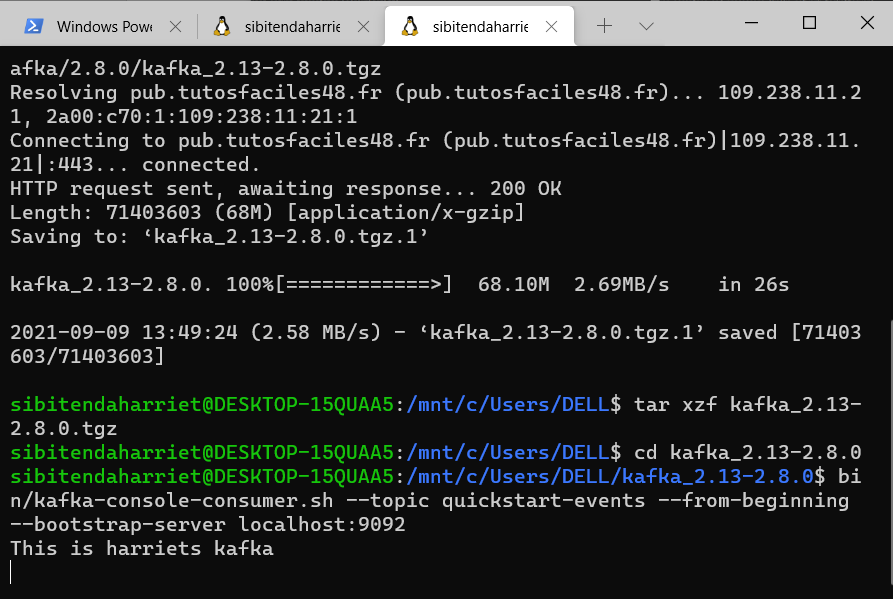 Windows Powe
sibitendaharrie
sibitendaharrie
afka/2.8.0/kafka_2.13-2.8.0.tgz
Resolving pub.tutosfaciles48.fr (pub.tutosfaciles48.fr)... 109.238.11.2
1, 2a00:c70:1:109:238:11:21:1
Connecting to pub.tutosfaciles48.fr (pub.tutosfaciles48.fr)|109.238.11.
21|:443... connected.
HTTP request sent, awaiting response... 200 OK
Length: 71403603 (68M) [application/x-gzip]
Saving to: ‘kafka_2.13-2.8.0.tgz.1’
kafka_2.13-2.8.0. 100%[============>]  68.10M  2.69MB/s    in 26s
2021-09-09 13:49:24 (2.58 MB/s) - ‘kafka_2.13-2.8.0.tgz.1’ saved [71403
603/71403603]
sibitendaharriet@DESKTOP-15QUAA5:/mnt/c/Users/DELL$ tar xzf kafka_2.13-
2.8.0.tgz
sibitendaharriet@DESKTOP-15QUAA5:/mnt/c/Users/DELL$ cd kafka_2.13-2.8.0
sibitendaharriet@DESKTOP-15QUAA5:/mnt/c/Users/DELL/kafka_2.13-2.8.0$ bi
n/kafka-console-consumer.sh --topic quickstart-events --from-beginning
--bootstrap-server localhost:9092
This is harriets kafka